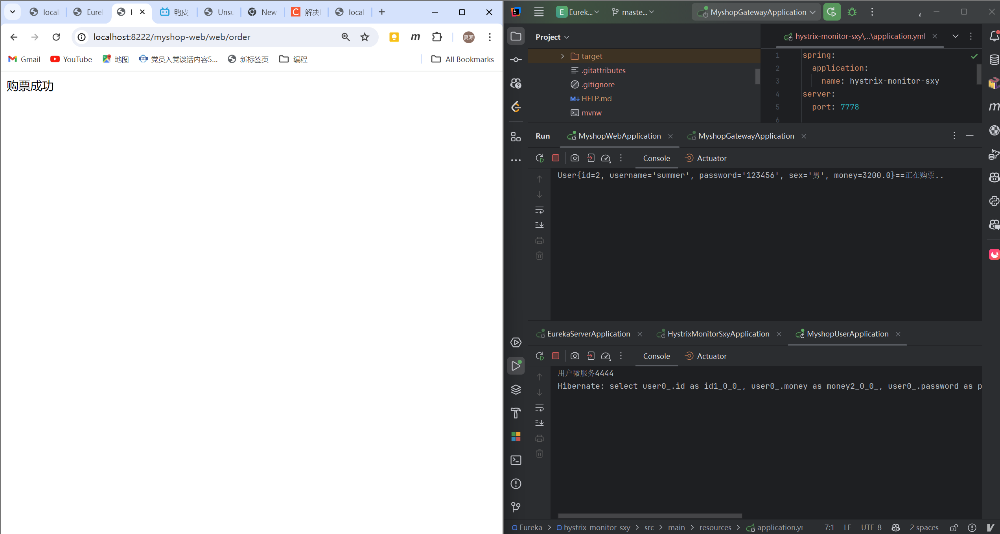 local
Eure
l
鸭皮
Unsu
New
解决
local
localhost:8222/myshop-web/web/order
夏源
Gmail
YouTube
地图
党员入党谈话内容5...
新标签页
编程
All Bookmarks
购票成功
E Eurek...
maste...
MyshopGatewayApplication
Project
hystrix-monitor-sxy\...\application.yml
target
.gitattributes
.gitignore
M↓ HELP.md
mvnw
1 spring:
2 application:
3 name: hystrix-monitor-sxy
4 server:
5 port: 7778
6
Run
MyshopWebApplication
MyshopGatewayApplication
Console
Actuator
User{id=2, username='summer', password='123456', sex='男', money=3200.0}==正在购票..
EurekaServerApplication
HystrixMonitorSxyApplication
MyshopUserApplication
Console
Actuator
用户微服务4444
Hibernate: select user0_.id as id1_0_0_, user0_.money as money2_0_0_, user0_.password as p
Eureka > hystrix-monitor-sxy > src > main > resources > application.yr
7:1 LF UTF-8 2 spaces